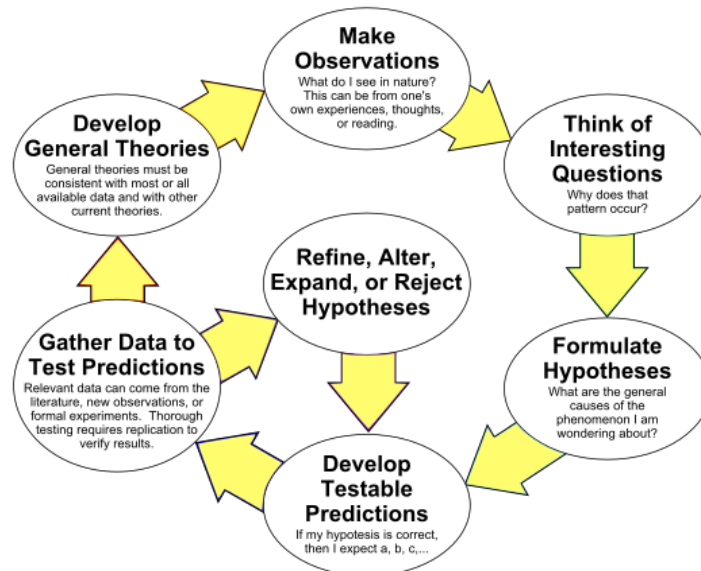 Make
Observations
What do I see in nature?
This can be from one's
own experiences, thoughts,
or reading.
Think of
Interesting
Questions
Why does that
pattern occur?
Formulate
Hypotheses
What are the general
causes of the
phenomenon I am
wondering about?
Develop
Testable
Predictions
If my hypotesis is correct,
then I expect a, b, c,...
Gather Data to
Test Predictions
Relevant data can come from the
literature, new observations, or
formal experiments. Thorough
testing requires replication to
verify results.
Refine, Alter,
Expand, or Reject
Hypotheses
Develop
General Theories
General theories must be
consistent with most or all
available data and with other
current theories.